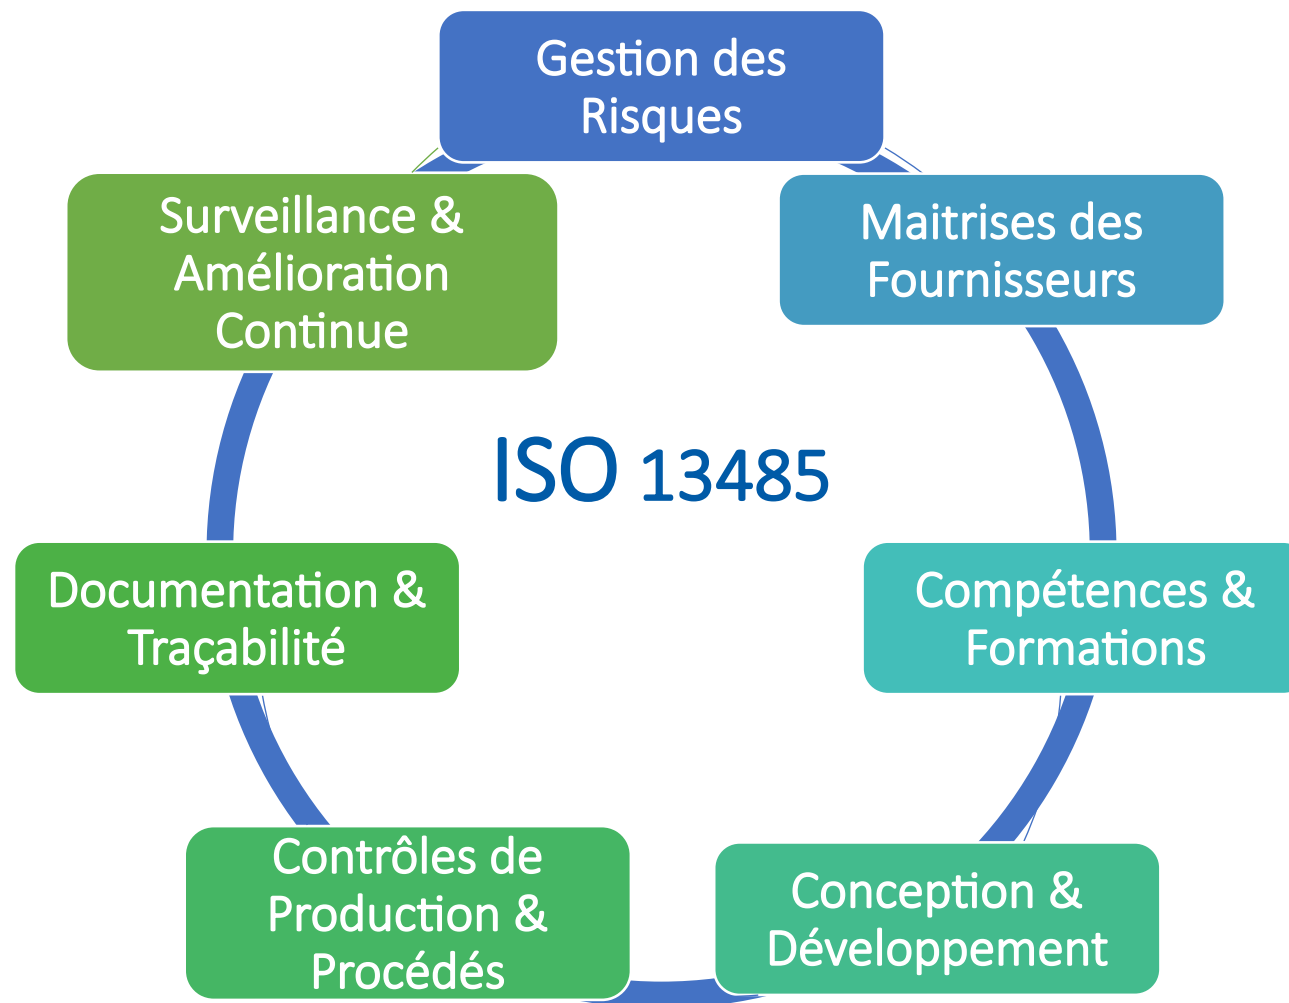 Gestion des
Risques
Surveillance &
Amélioration
Continue
Maitrises des
Fournisseurs
ISO 13485
Documentation &
Traçabilité
Compétences &
Formations
Contrôles de
Production &
Procédés
Conception &
Développement